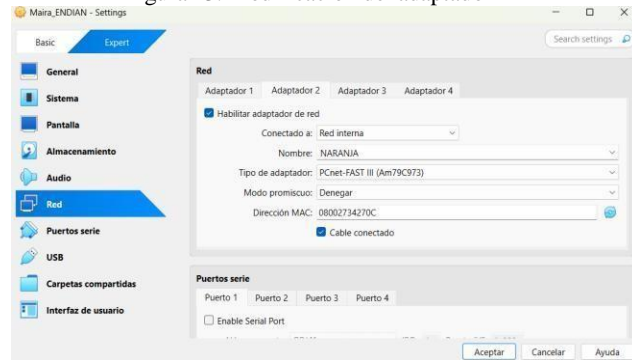 Maira_ENDIAN - Settings
Basic Expert Search settings
General
Sistema
Pantalla
Almacenamiento
Audio
Red
Puertos serie
USB
Carpetas compartidas
Interfaz de usuario
Red
Adaptador 1 Adaptador 2 Adaptador 3 Adaptador 4
Habilitar adaptador de red
Conectado a: Red interna
Nombre: NARANJA
Tipo de adaptador: PCnet-FAST III (Am79C973)
Modo promiscuo: Denegar
Dirección MAC: 08002734270C
Cable conectado
Puertos serie
Puerto 1 Puerto 2 Puerto 3 Puerto 4
Enable Serial Port
Aceptar Cancelar Ayuda